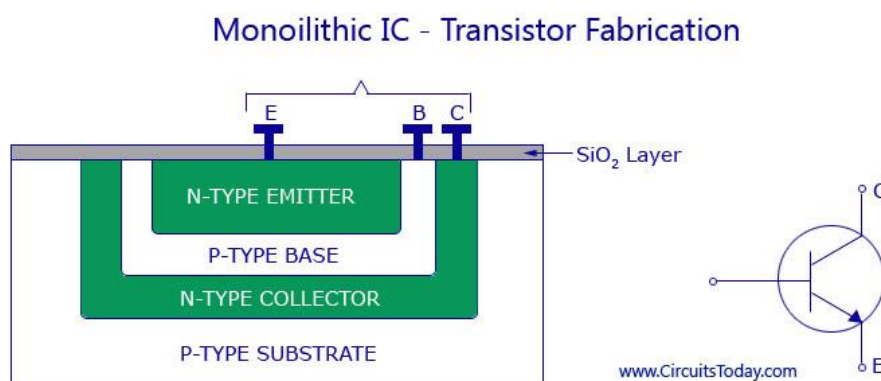 Monoilithic IC - Transistor Fabrication
E
B
C
SiO₂ Layer
N-TYPE EMITTER
P-TYPE BASE
N-TYPE COLLECTOR
P-TYPE SUBSTRATE
C
E
www.CircuitsToday.com